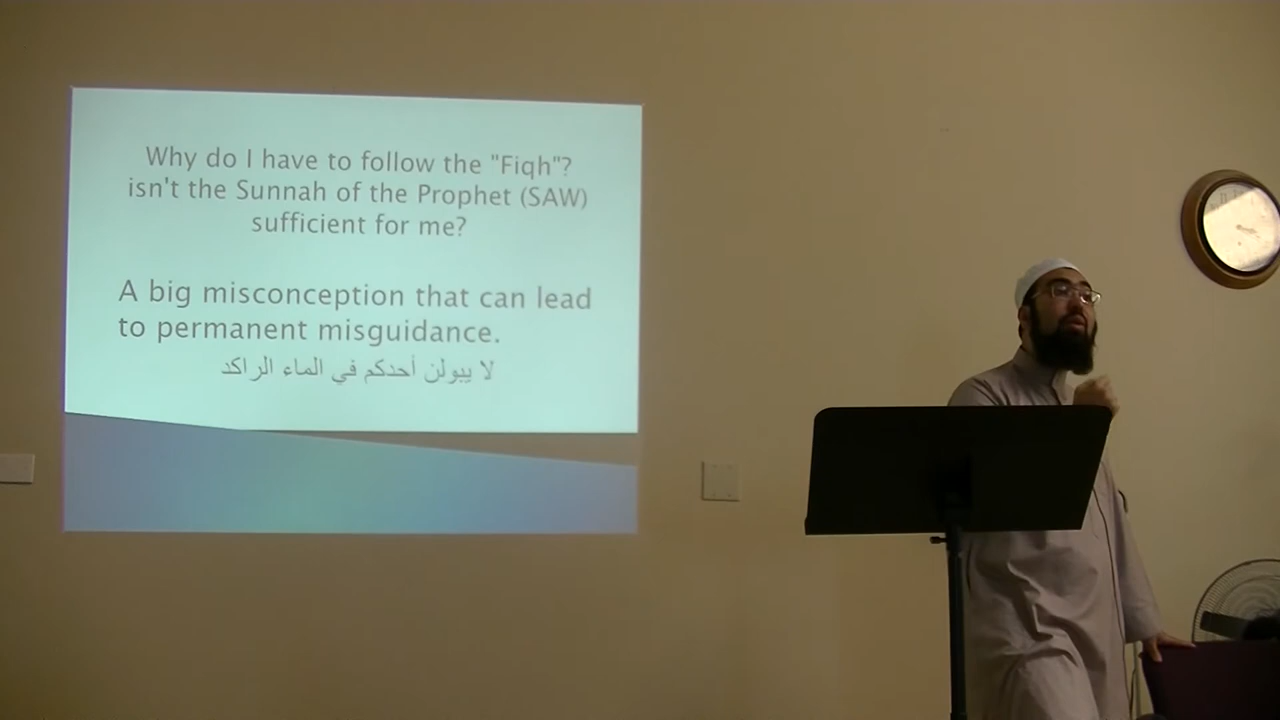 Why do I have to follow the "Fiqh"?
isn't the Sunnah of the Prophet (SAW)
sufficient for me?
A big misconception that can lead
to permanent misguidance.
لا يبولن أحدكم في الماء الراكد